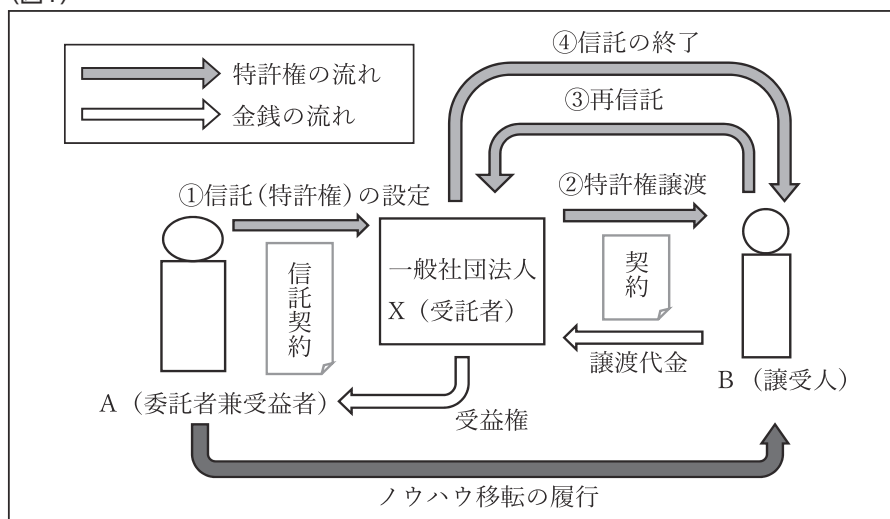 特許権の流れ
金銭の流れ
④信託の終了
③再信託
①信託(特許権)の設定
②特許権譲渡
信託契約
一般社団法人
X(受託者)
契約
譲渡代金
B(譲受人)
A(委託者兼受益者)
受益権
ノウハウ移転の履行